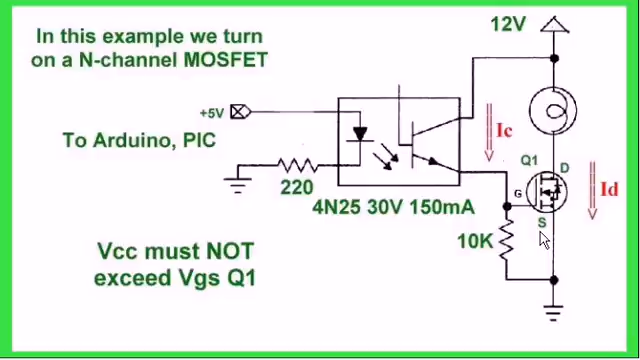 In this example we turn
on a N-channel MOSFET
12V
+5V
Ic
To Arduino, PIC
Q1
D
Id
220
G
4N25 30V 150mA
S
10K
Vcc must NOT
exceed Vgs Q1